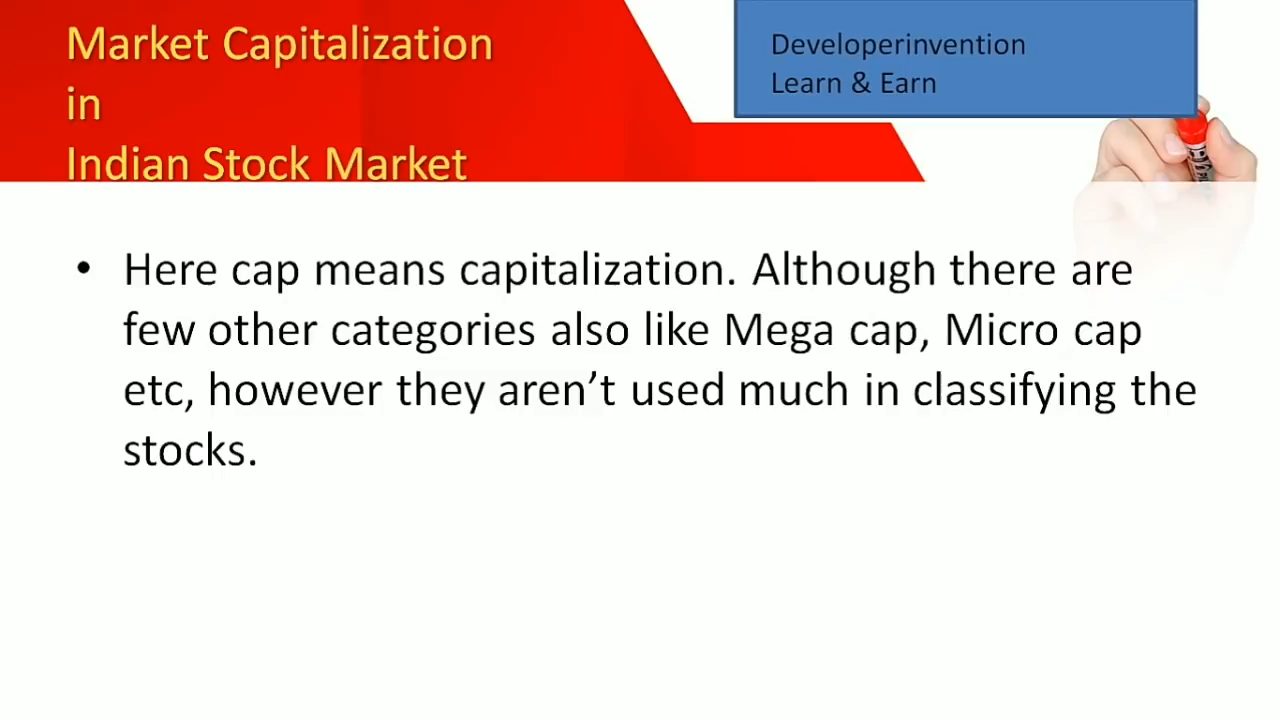 Market Capitalization
in
Indian Stock Market
Developerinvention
Learn & Earn
• Here cap means capitalization. Although there are
few other categories also like Mega cap, Micro cap
etc, however they aren’t used much in classifying the
stocks.